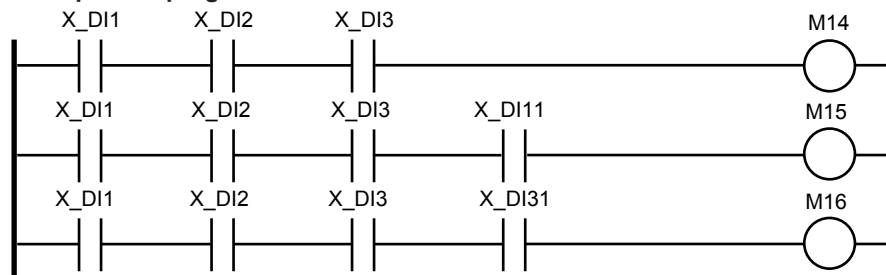 X_DI1 X_DI2 X_DI3 M14
X_DI1 X_DI2 X_DI3 X_DI11 M15
X_DI1 X_DI2 X_DI3 X_DI31 M16